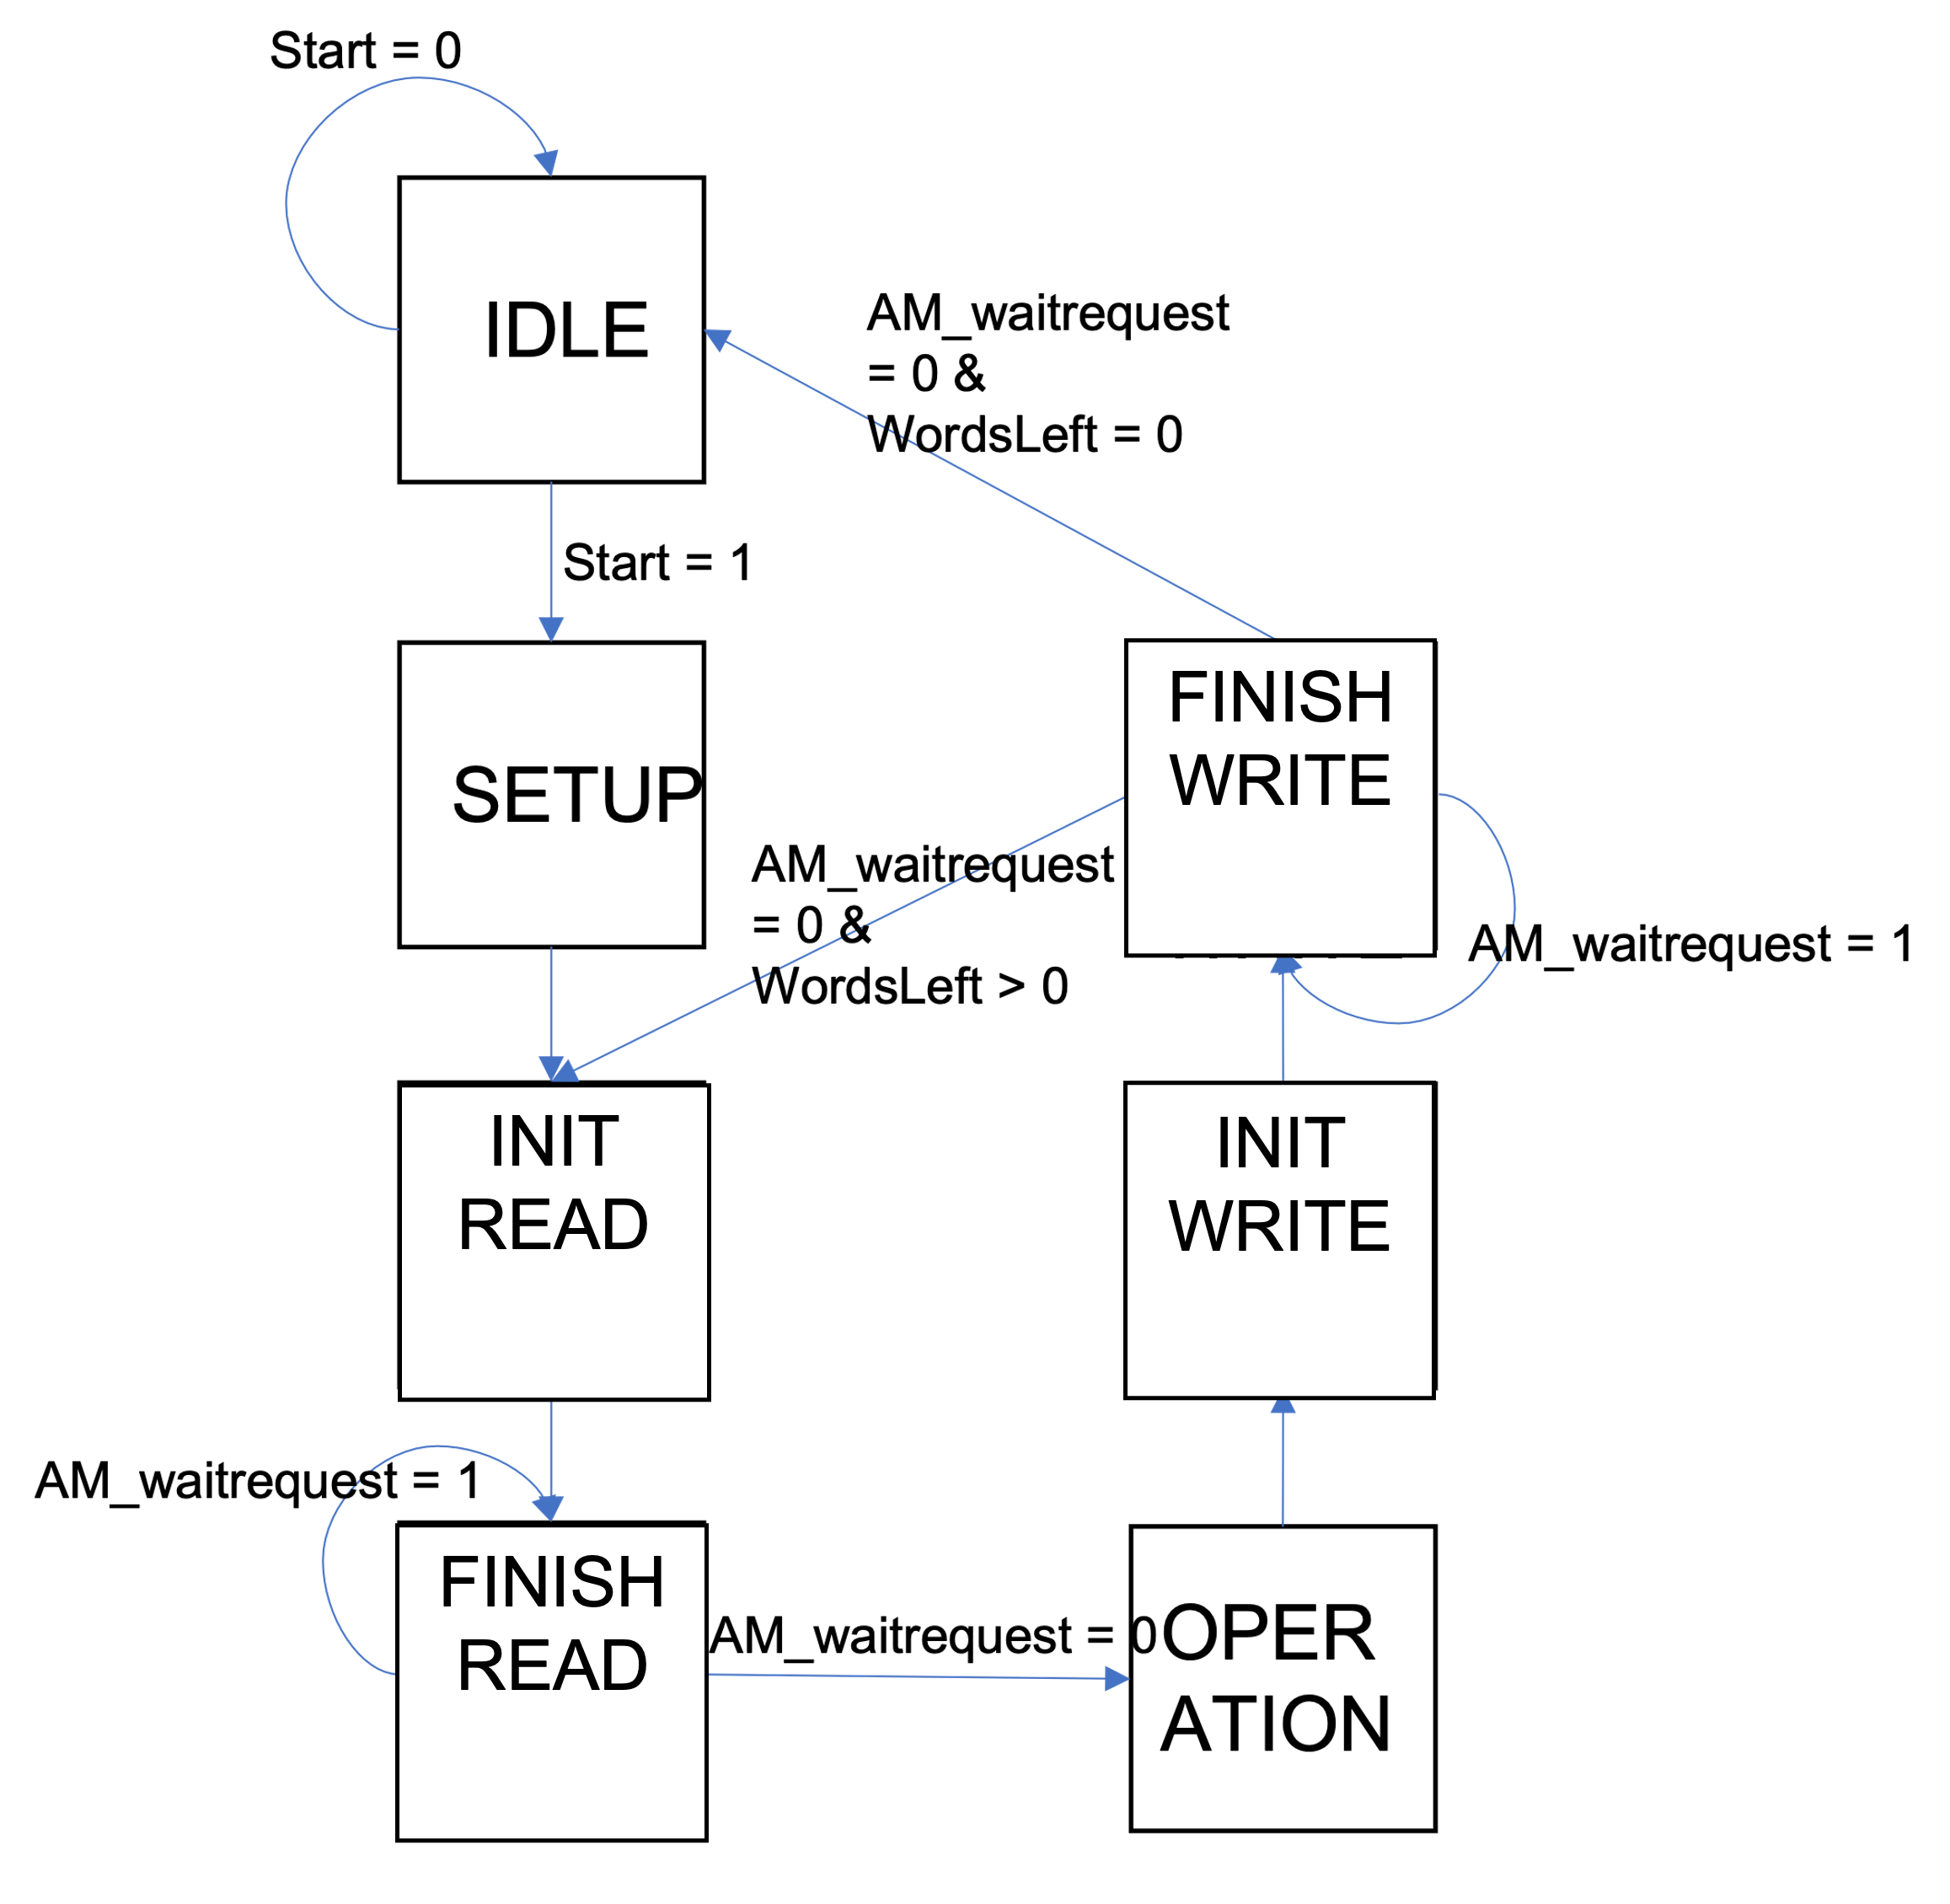 Start = 0
IDLE
AM_waitrequest
= 0 &
WordsLeft = 0
Start = 1
SETUP
FINISH
WRITE
AM_waitrequest
= 0 &
WordsLeft > 0
AM_waitrequest = 1
INIT
READ
INIT
WRITE
AM_waitrequest = 1
FINISH
READ
AM_waitrequest = 0
OPER
ATION